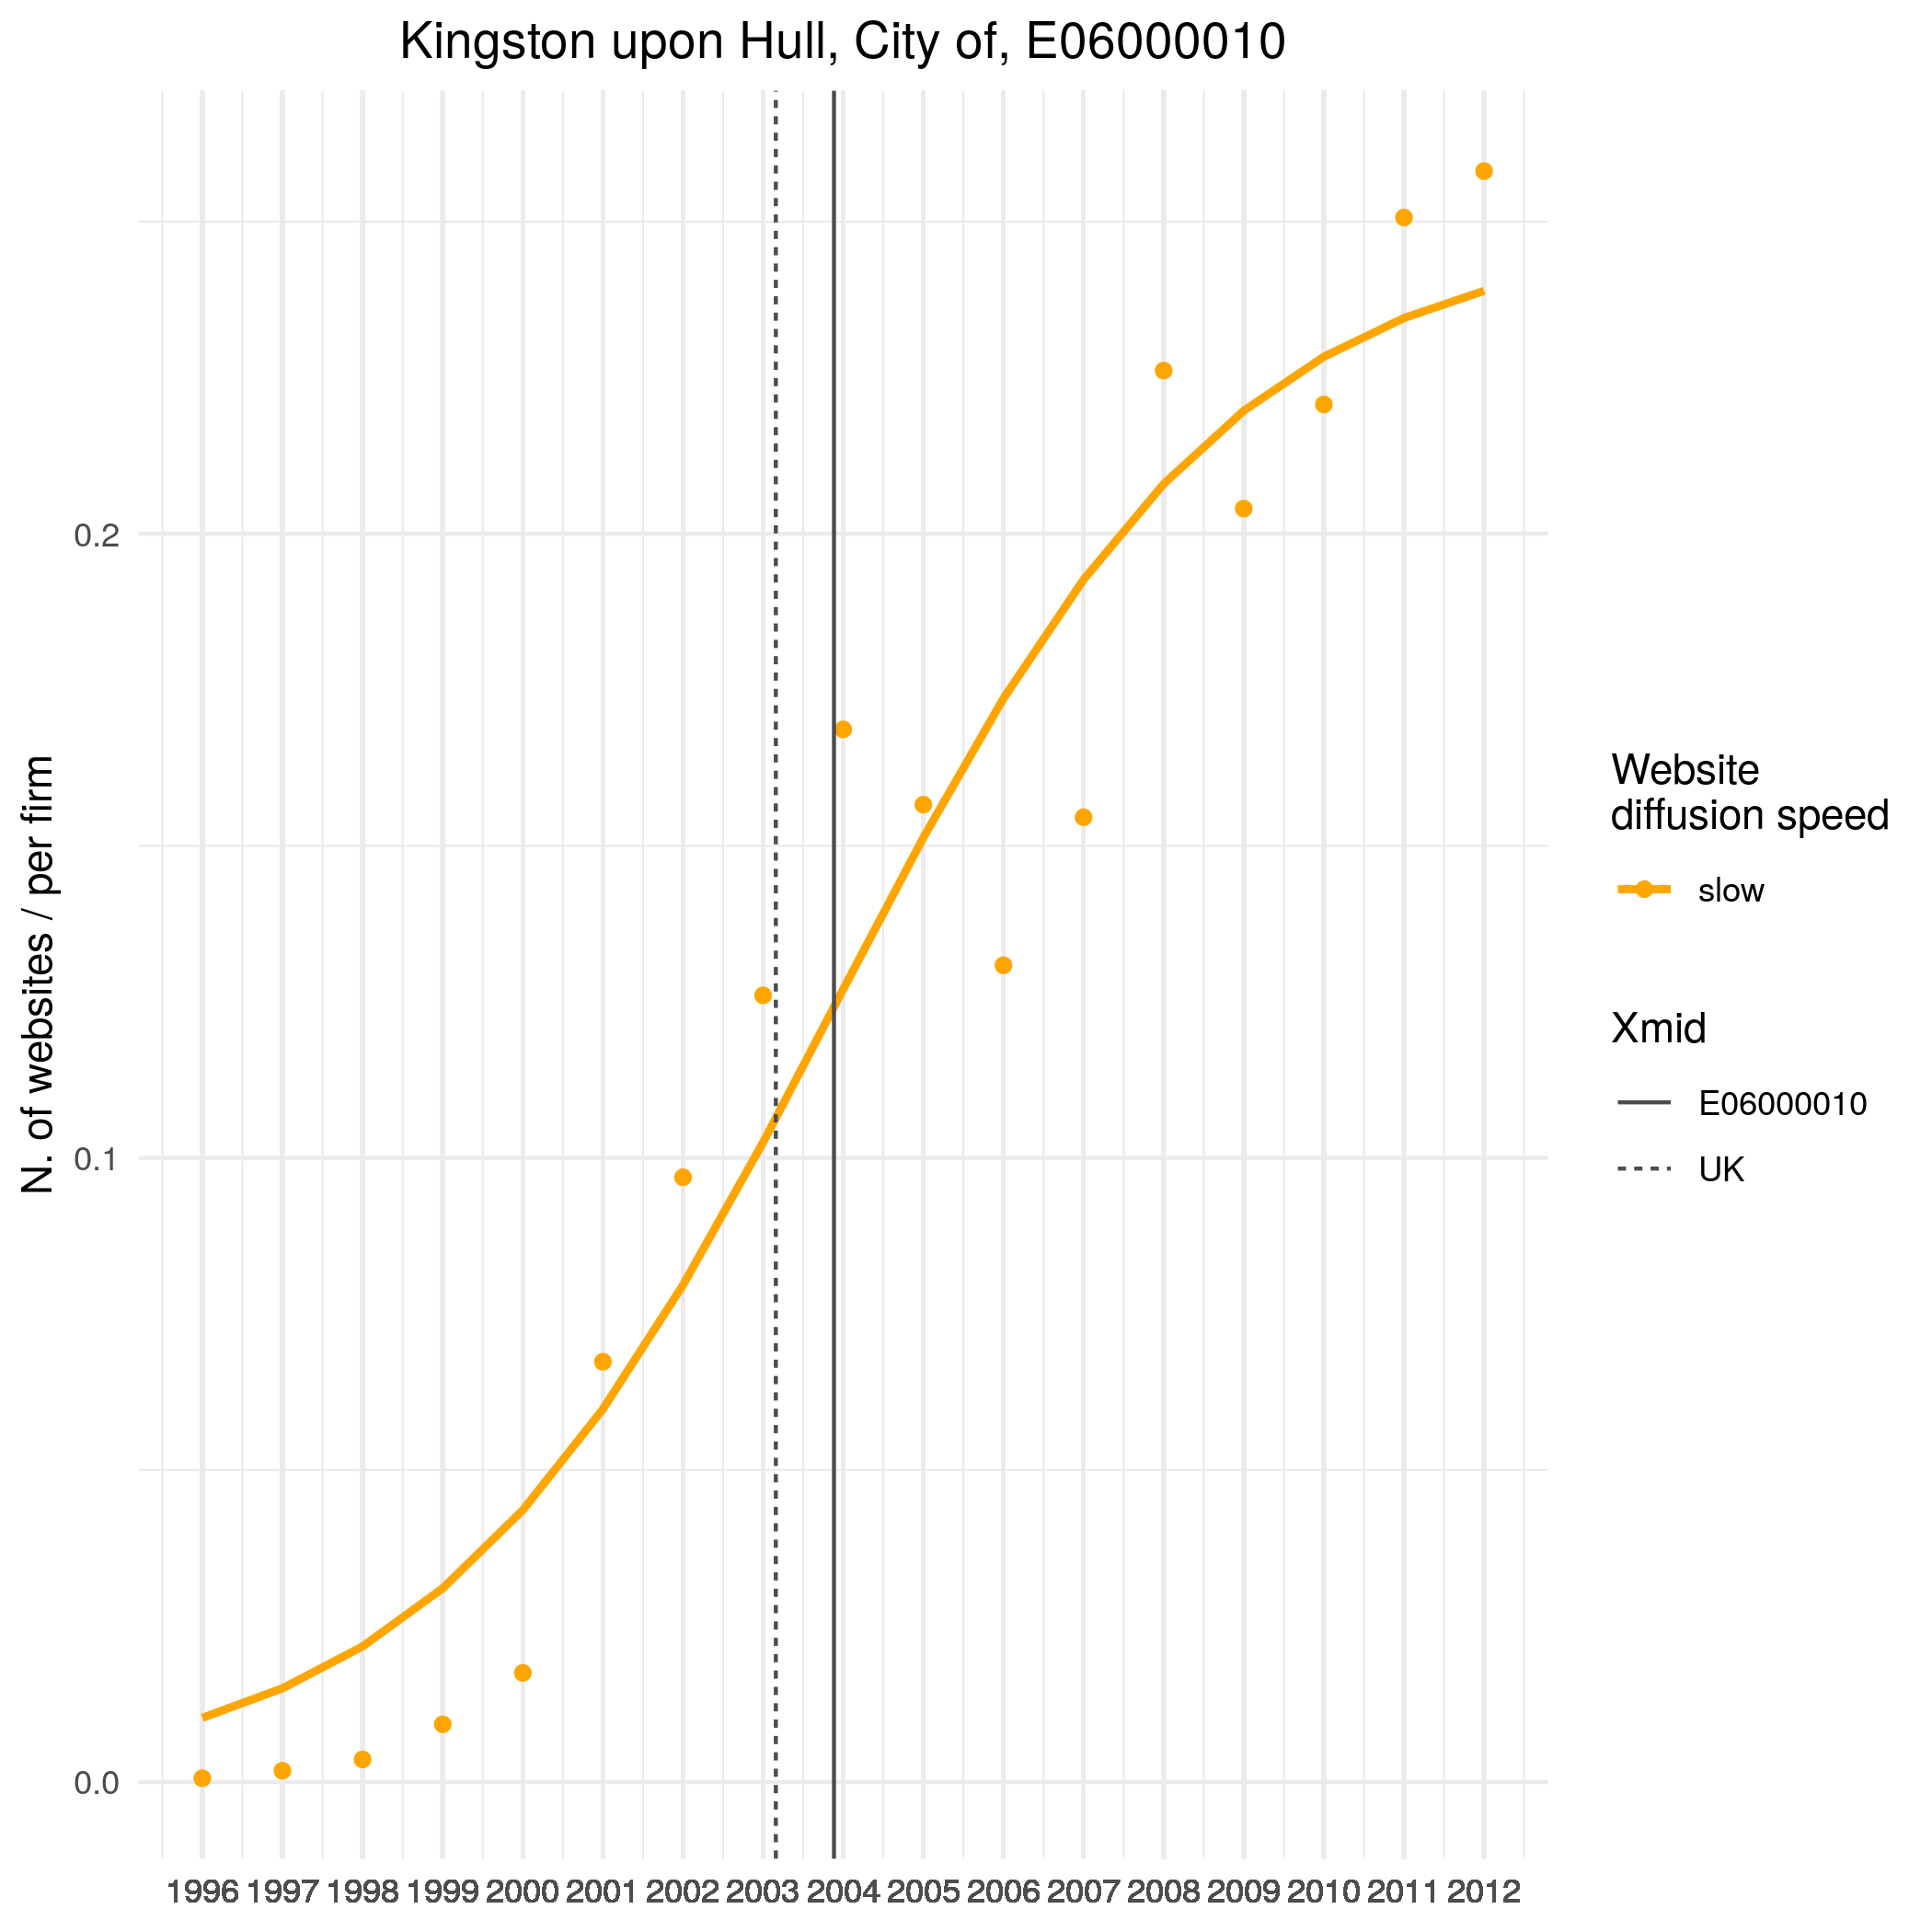 Kingston upon Hull, City of, E06000010
N. of websites / per firm
0.2
0.1
0.0
1996 1997 1998 1999 2000 2001 2002 2003 2004 2005 2006 2007 2008 2009 2010 2011 2012
Website
diffusion speed
slow
Xmid
E06000010
UK